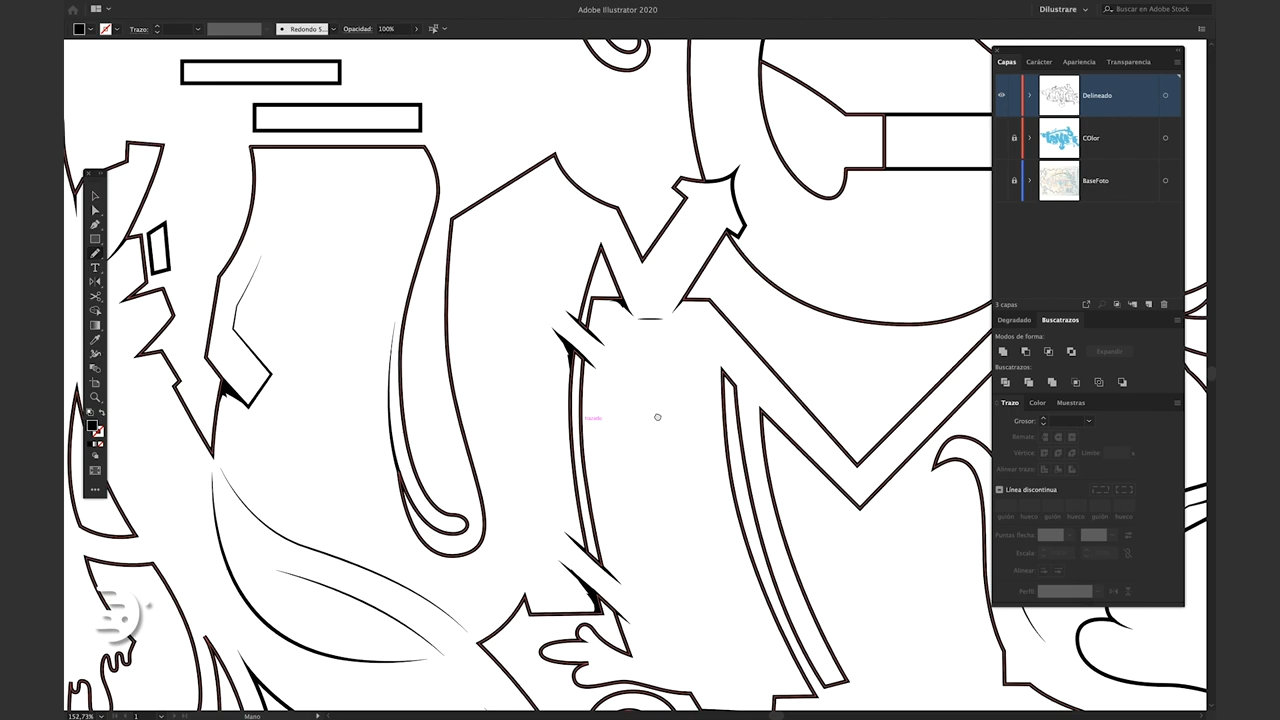 Adobe Illustrator 2020
Dilustrare
Buscar en Adobe Stock
Trazo:
Redondo 5...
Opacidad:
100%
Capas
Carácter
Apariencia
Transparencia
Delineado
COlor
BaseFoto
3 capas
Degradado
Buscatrazos
Modos de forma:
Expandir
Buscatrazos:
Trazo
Color
Muestras
Grosor:
Remate:
Vértice:
Límite:
Alinear trazo:
Línea discontinua
guión
hueco
guión
hueco
guión
hueco
Puntas flecha:
Escala:
Alinear:
Perfil:
trazado
152,73%
1
Mano